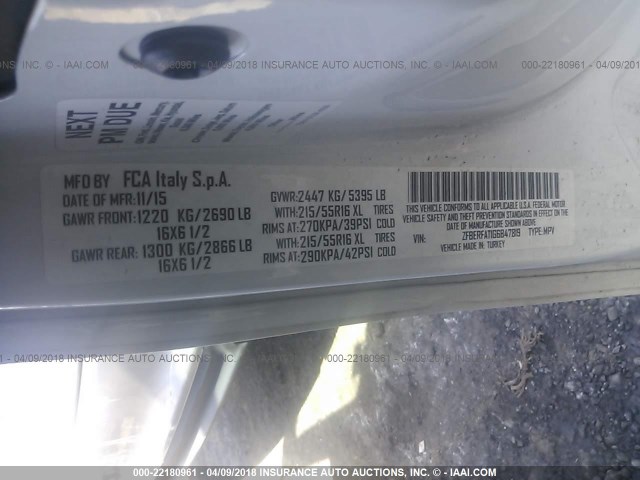 000-22180961 - 04/09/2018 INSURANCE AUTO AUCTIONS, INC. - © - IAAI.COM
NEXT
PM DUE
MFD BY FCA Italy S.p.A.
DATE OF MFR: 11/15
GAWR FRONT: 1220 KG/2690 LB
16X6 1/2
GAWR REAR: 1300 KG/2866 LB
16X6 1/2
GVWR: 2447 KG/5395 LB
WITH: 215/55R16 XL TIRES
RIMS AT: 270KPA/39PSI COLD
WITH: 215/55R16 XL TIRES
RIMS AT: 290KPA/42PSI COLD
THIS VEHICLE CONFORMS TO ALL APPLICABLE U.S.A. FEDERAL
MOTOR VEHICLE SAFETY STANDARDS IN EFFECT ON THE
DATE OF MANUFACTURE SHOWN ABOVE.
VIN: ZFBERFAT1G6B47819 TYPE: MPV
VEHICLE MADE IN: TURKEY
000-22180961 - 04/09/2018 INSURANCE AUTO AUCTIONS, INC. - © - IAAI.COM
000-22180961 - 04/09/2018 INSURANCE AUTO AUCTIONS, INC. - © - IAAI.COM